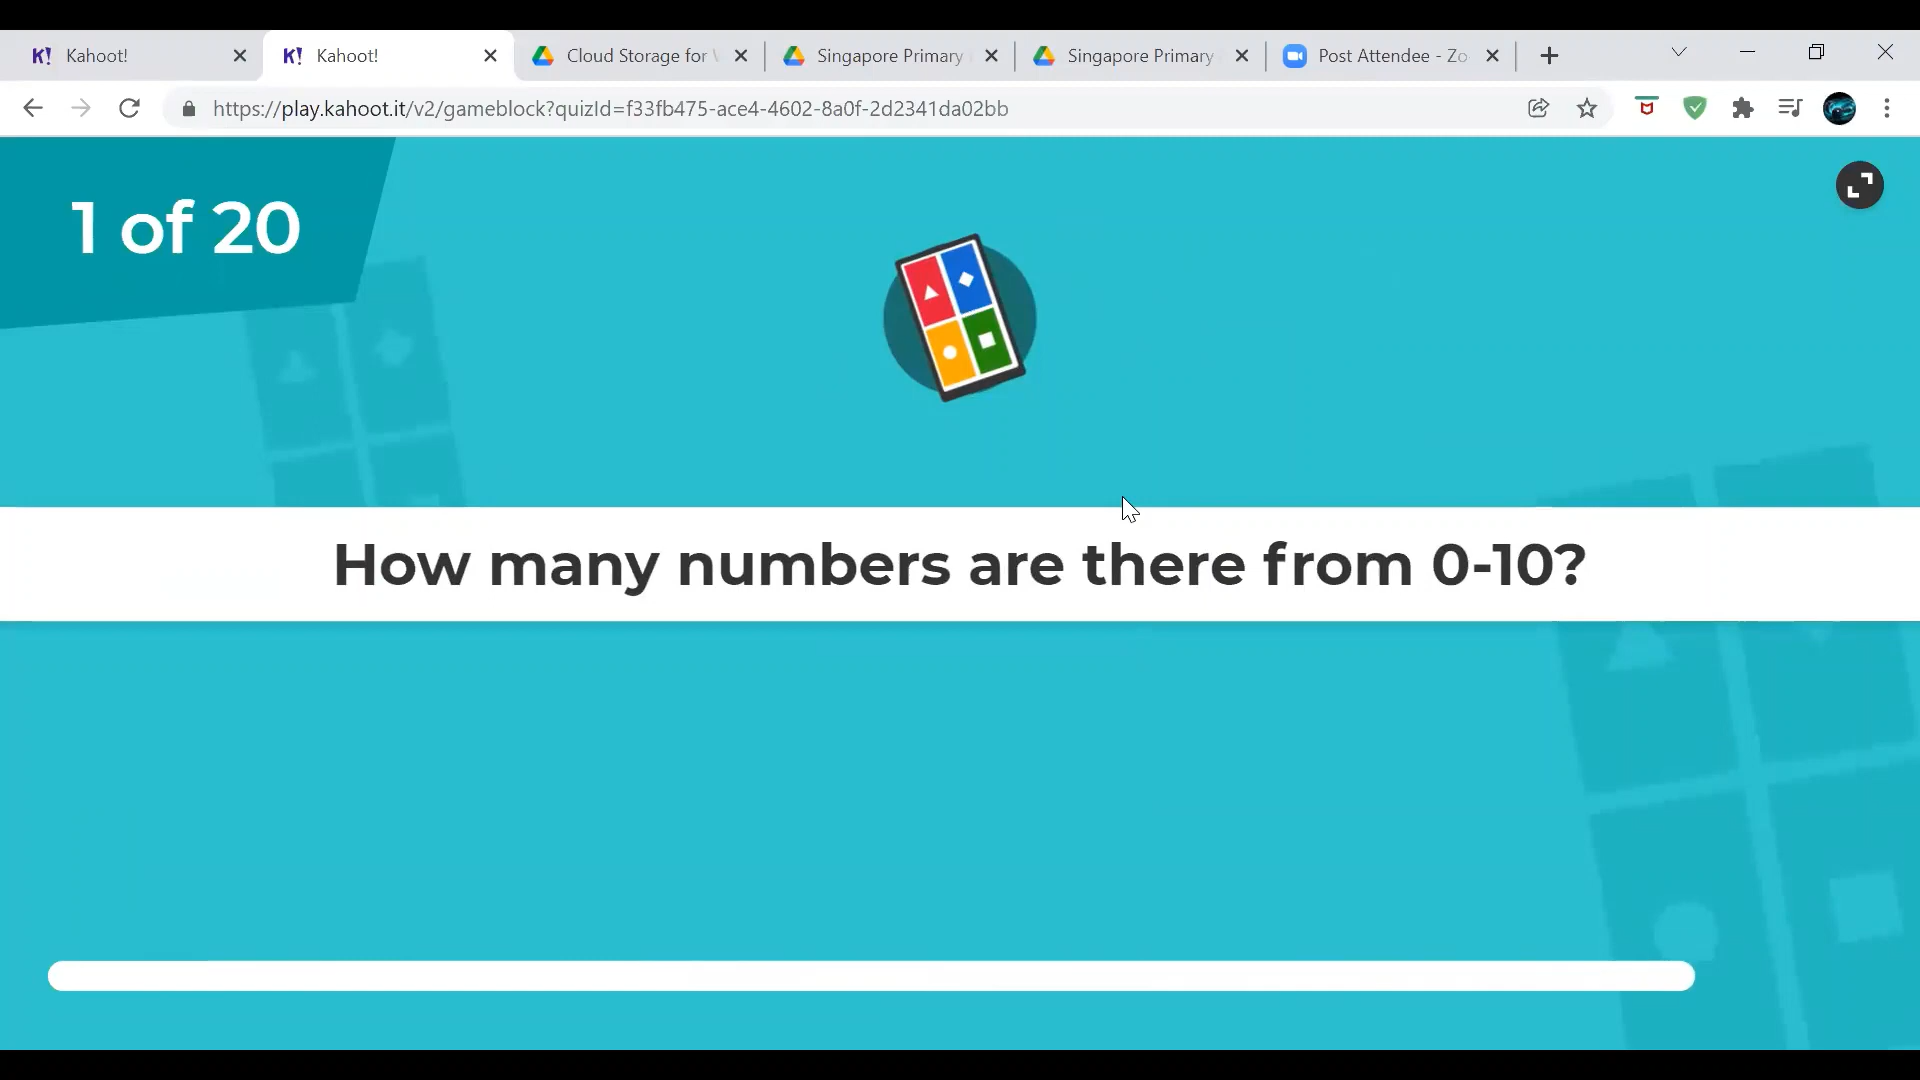 K! Kahoot!
K! Kahoot!
Cloud Storage for
Singapore Primary
Singapore Primary
Post Attendee - Zo
https://play.kahoot.it/v2/gameblock?quizId=f33fb475-ace4-4602-8a0f-2d2341da02bb
1 of 20
How many numbers are there from 0-10?